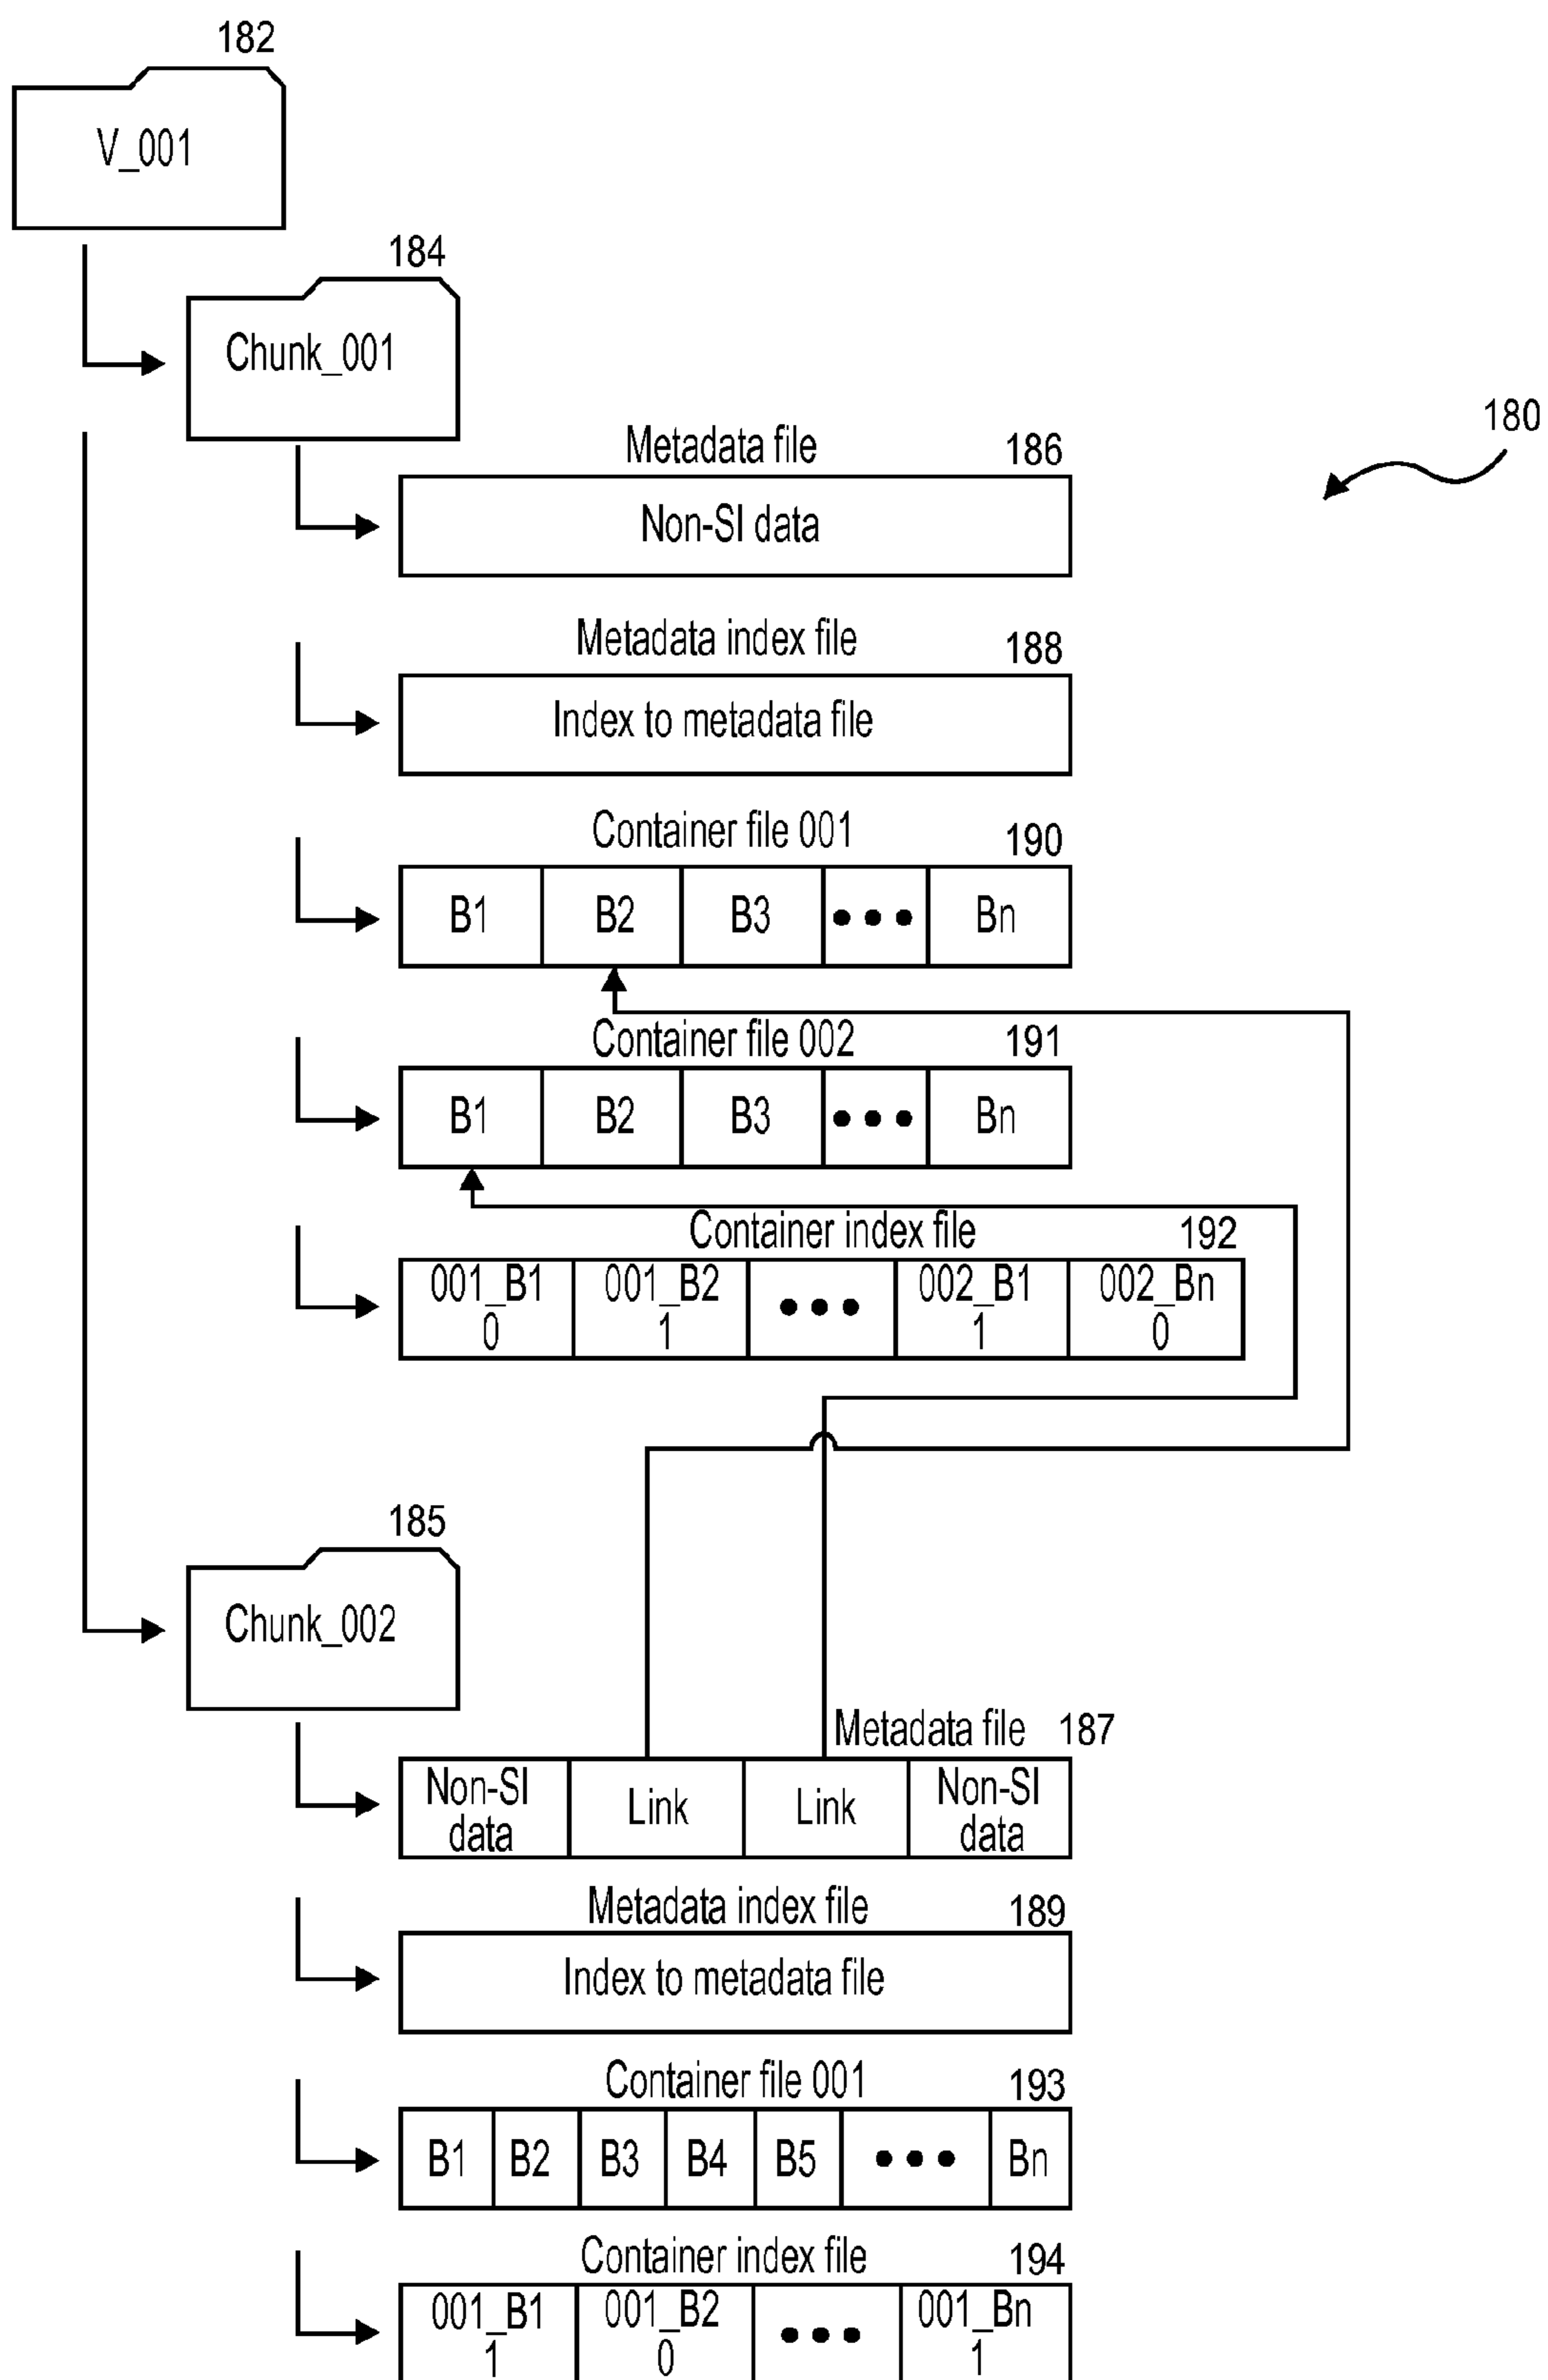 182
V_001
184
Chunk_001
180
Metadata file 186
Non-SI data
Metadata index file 188
Index to metadata file
Container file 001 190
B1 B2 B3 ••• Bn
Container file 002 191
B1 B2 B3 ••• Bn
Container index file 192
001_B1 001_B2 ••• 002_B1 002_Bn
0 1 1 0
185
Chunk_002
Metadata file 187
Non-SI Link Link Non-SI
data data
Metadata index file 189
Index to metadata file
Container file 001 193
B1 B2 B3 B4 B5 ••• Bn
Container index file 194
001_B1 001_B2 ••• 001_Bn
1 0 1